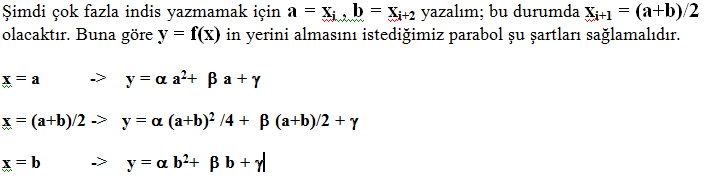 Şimdi çok fazla indis yazmamak için a = xᵢ , b = xᵢ₊₂ yazalım; bu durumda xᵢ₊₁ = (a+b)/2
olacaktır. Buna göre y = f(x) in yerini almasını istediğimiz parabol şu şartları sağlamalıdır.
x = a -> y = α a²+ β a + γ
x = (a+b)/2 -> y = α (a+b)² /4 + β (a+b)/2 + γ
x = b -> y = α b²+ β b + γ